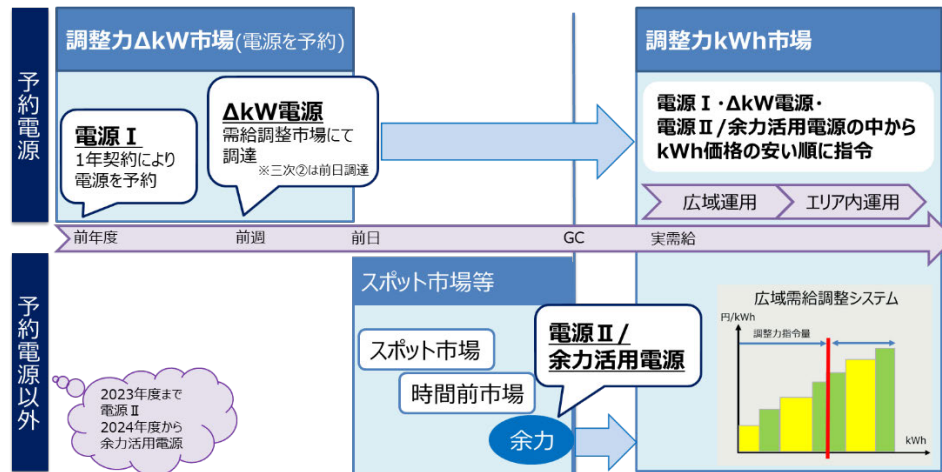 予約電源
調整力ΔkW市場(電源を予約)
電源Ⅰ
1年契約により
電源を予約
ΔkW電源
需給調整市場にて
調達
※三次②は前日調達
調整力kWh市場
電源Ⅰ・ΔkW電源・
電源Ⅱ/余力活用電源の中から
kWh価格の安い順に指令
広域運用
エリア内運用
前年度
前週
前日
GC
実需給
予約電源以外
2023年度まで
電源Ⅱ
2024年度から
余力活用電源
スポット市場等
スポット市場
時間前市場
余力
電源Ⅱ/
余力活用電源
広域需給調整システム
円/kWh
調整力指令量
kWh